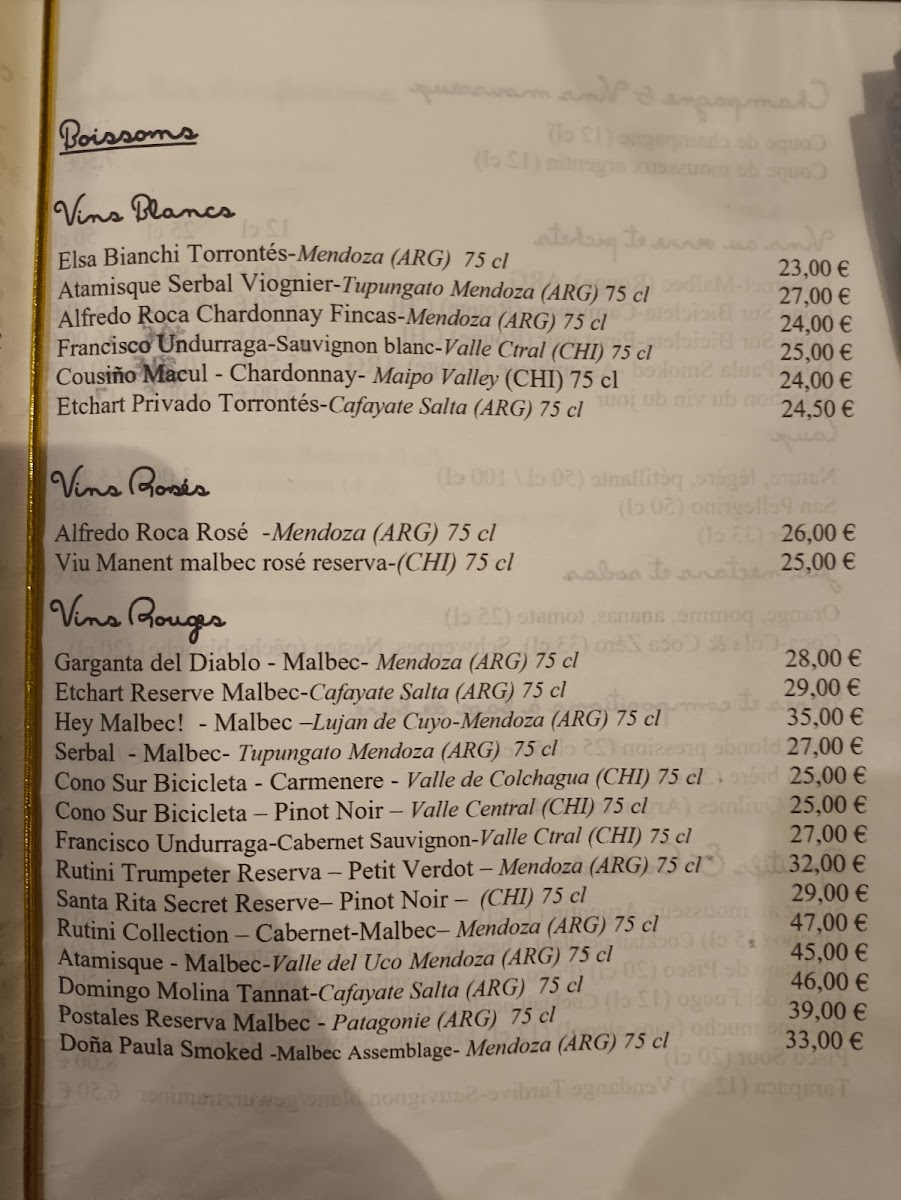 Boissoms
Vins Blancs
Elsa Bianchi Torrontés-Mendoza (ARG) 75 cl 23,00 €
Atamisque Serbal Viognier-Tupungato Mendoza (ARG) 75 cl 27,00 €
Alfredo Roca Chardonnay Fincas-Mendoza (ARG) 75 cl 24,00 €
Francisco Undurraga-Sauvignon blanc-Valle Ctral (CHI) 75 cl 25,00 €
Cousiño Macul - Chardonnay- Maipo Valley (CHI) 75 cl 24,00 €
Etchart Privado Torrontés-Cafayate Salta (ARG) 75 cl 24,50 €
Vins Rosés
Alfredo Roca Rosé -Mendoza (ARG) 75 cl 26,00 €
Viu Manent malbec rosé reserva-(CHI) 75 cl 25,00 €
Vins Rouges
Garganta del Diablo - Malbec- Mendoza (ARG) 75 cl 28,00 €
Etchart Reserve Malbec-Cafayate Salta (ARG) 75 cl 29,00 €
Hey Malbec! - Malbec –Lujan de Cuyo-Mendoza (ARG) 75 cl 35,00 €
Serbal - Malbec- Tupungato Mendoza (ARG) 75 cl 27,00 €
Cono Sur Bicicleta - Carmenere - Valle de Colchagua (CHI) 75 cl 25,00 €
Cono Sur Bicicleta – Pinot Noir – Valle Central (CHI) 75 cl 25,00 €
Francisco Undurraga-Cabernet Sauvignon-Valle Ctral (CHI) 75 cl 27,00 €
Rutini Trumpeter Reserva – Petit Verdot – Mendoza (ARG) 75 cl 32,00 €
Santa Rita Secret Reserve– Pinot Noir – (CHI) 75 cl 29,00 €
Rutini Collection – Cabernet-Malbec– Mendoza (ARG) 75 cl 47,00 €
Atamisque - Malbec-Valle del Uco Mendoza (ARG) 75 cl 45,00 €
Domingo Molina Tannat-Cafayate Salta (ARG) 75 cl 46,00 €
Postales Reserva Malbec - Patagonie (ARG) 75 cl 39,00 €
Doña Paula Smoked -Malbec Assemblage- Mendoza (ARG) 75 cl 33,00 €